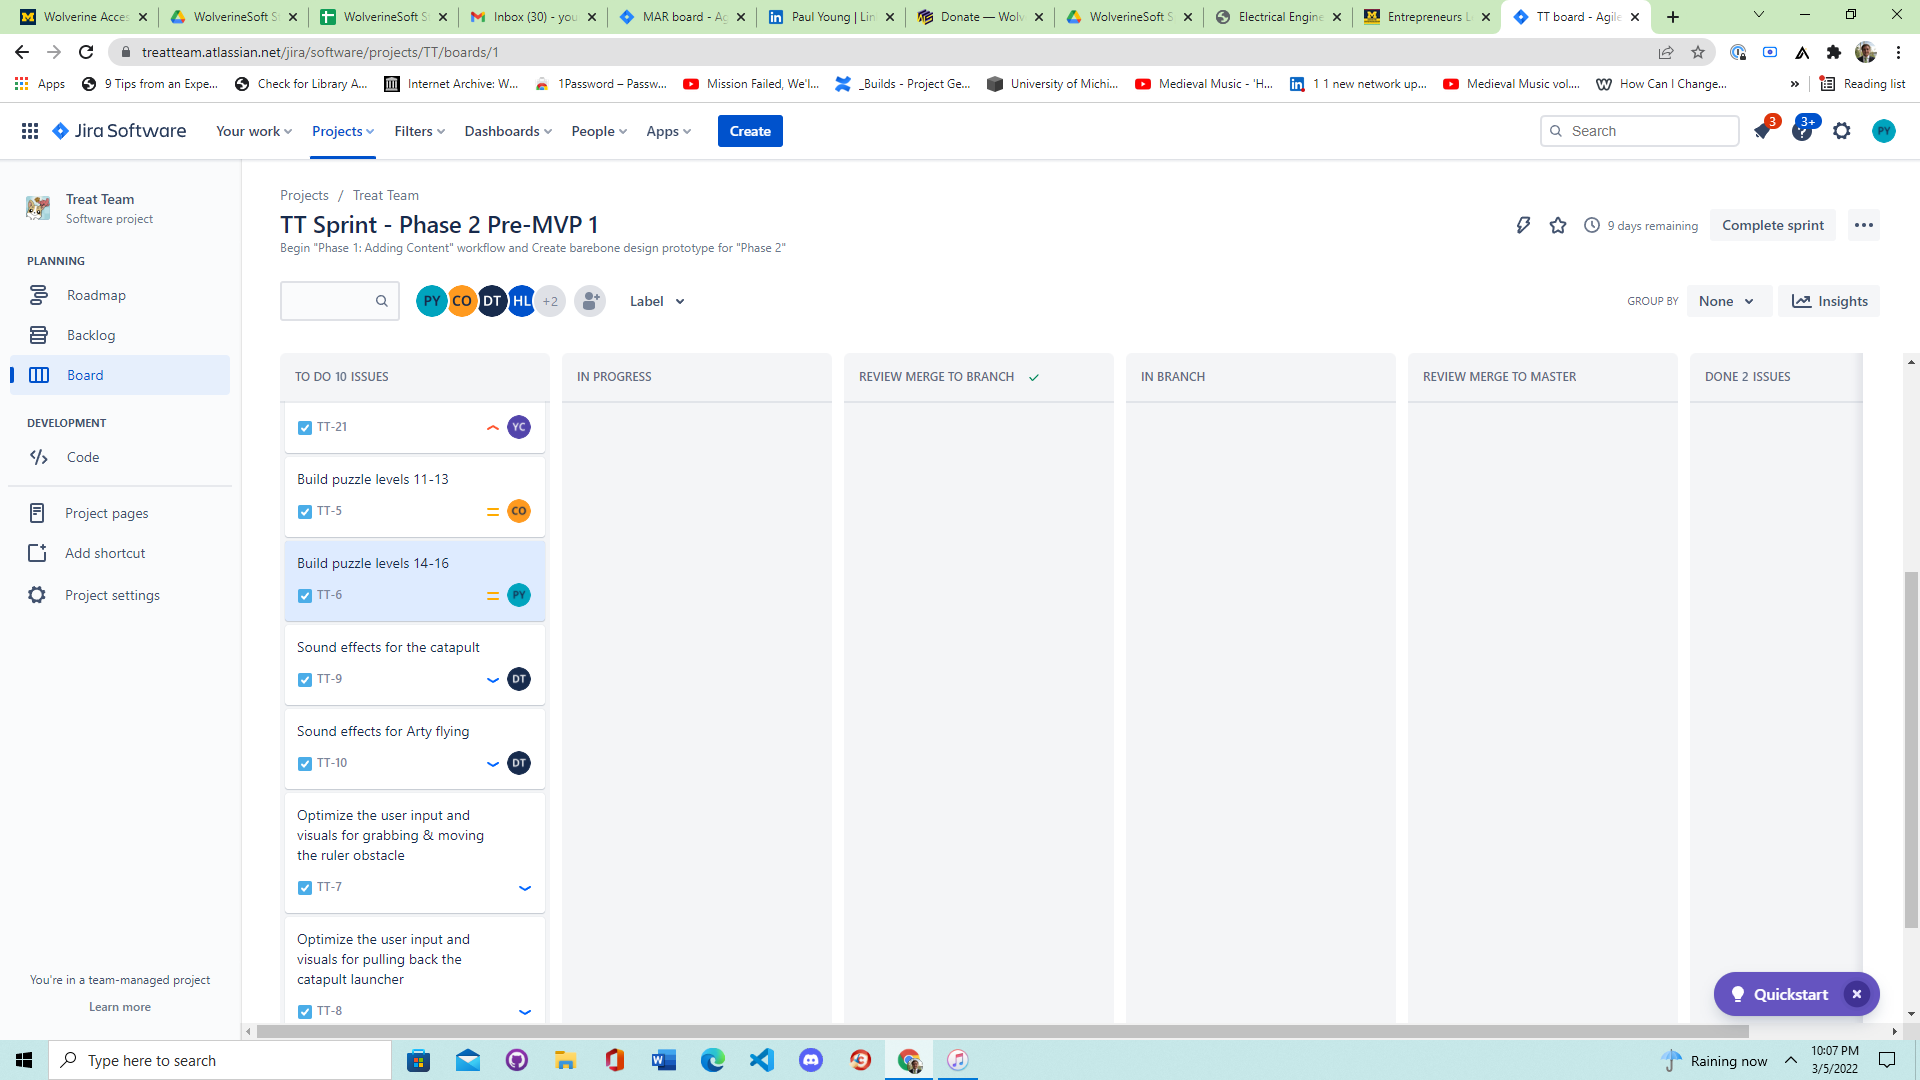 Wolverine Acces
WolverineSoft St
WolverineSoft St
Inbox (30) - you
MAR board - Ag
Paul Young | Lin
Donate — Wolv
WolverineSoft S
Electrical Engine
Entrepreneurs L
TT board - Agile
treatteam.atlassian.net/jira/software/projects/TT/boards/1
Apps
9 Tips from an Expe...
Check for Library A...
Internet Archive: W...
1Password – Passw...
Mission Failed, We'l...
_Builds - Project Ge...
University of Michi...
Medieval Music - 'H...
1 1 new network up...
Medieval Music vol....
How Can I Change...
»
Reading list
Jira Software
Your work
Projects
Filters
Dashboards
People
Apps
Create
Search
3
3+
PY
Treat Team
Software project
PLANNING
Roadmap
Backlog
Board
DEVELOPMENT
Code
Project pages
Add shortcut
Project settings
You're in a team-managed project
Learn more
Projects / Treat Team
TT Sprint - Phase 2 Pre-MVP 1
Begin "Phase 1: Adding Content" workflow and Create barebone design prototype for "Phase 2"
9 days remaining
Complete sprint
PY CO DT HL +2
Label
GROUP BY
None
Insights
TO DO 10 ISSUES
IN PROGRESS
REVIEW MERGE TO BRANCH
IN BRANCH
REVIEW MERGE TO MASTER
DONE 2 ISSUES
TT-21
YC
Build puzzle levels 11-13
TT-5
CO
Build puzzle levels 14-16
TT-6
PY
Sound effects for the catapult
TT-9
DT
Sound effects for Arty flying
TT-10
DT
Optimize the user input and
visuals for grabbing & moving
the ruler obstacle
TT-7
Optimize the user input and
visuals for pulling back the
catapult launcher
TT-8
Quickstart
Type here to search
Raining now
10:07 PM
3/5/2022